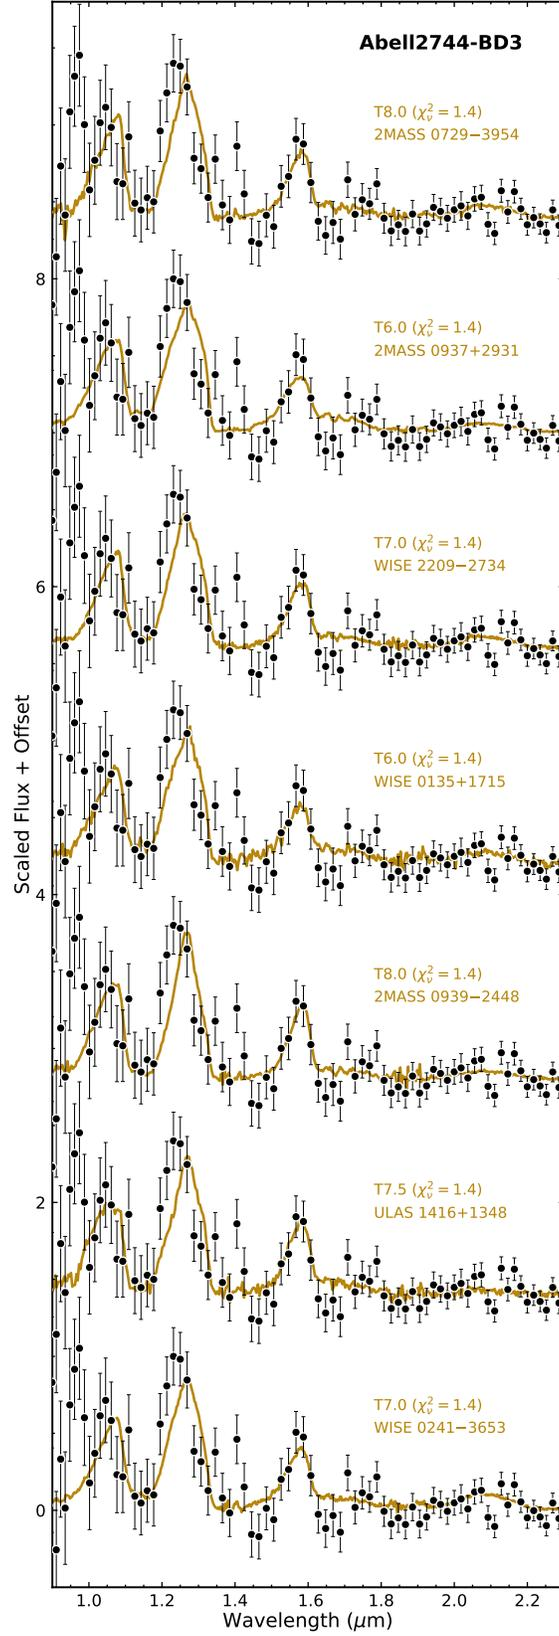 Abell2744-BD3
T8.0 (χ²ᵥ = 1.4)
2MASS 0729−3954
8
T6.0 (χ²ᵥ = 1.4)
2MASS 0937+2931
T7.0 (χ²ᵥ = 1.4)
WISE 2209−2734
6
Scaled Flux + Offset
T6.0 (χ²ᵥ = 1.4)
WISE 0135+1715
4
T8.0 (χ²ᵥ = 1.4)
2MASS 0939−2448
T7.5 (χ²ᵥ = 1.4)
ULAS 1416+1348
2
T7.0 (χ²ᵥ = 1.4)
WISE 0241−3653
0
1.0 1.2 1.4 1.6 1.8 2.0 2.2
Wavelength (μm)